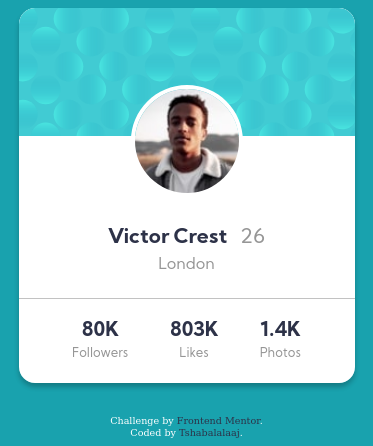 Victor Crest 26
London
80K 803K 1.4K
Followers Likes Photos
Challenge by Frontend Mentor.
Coded by Tshabalalaaj.